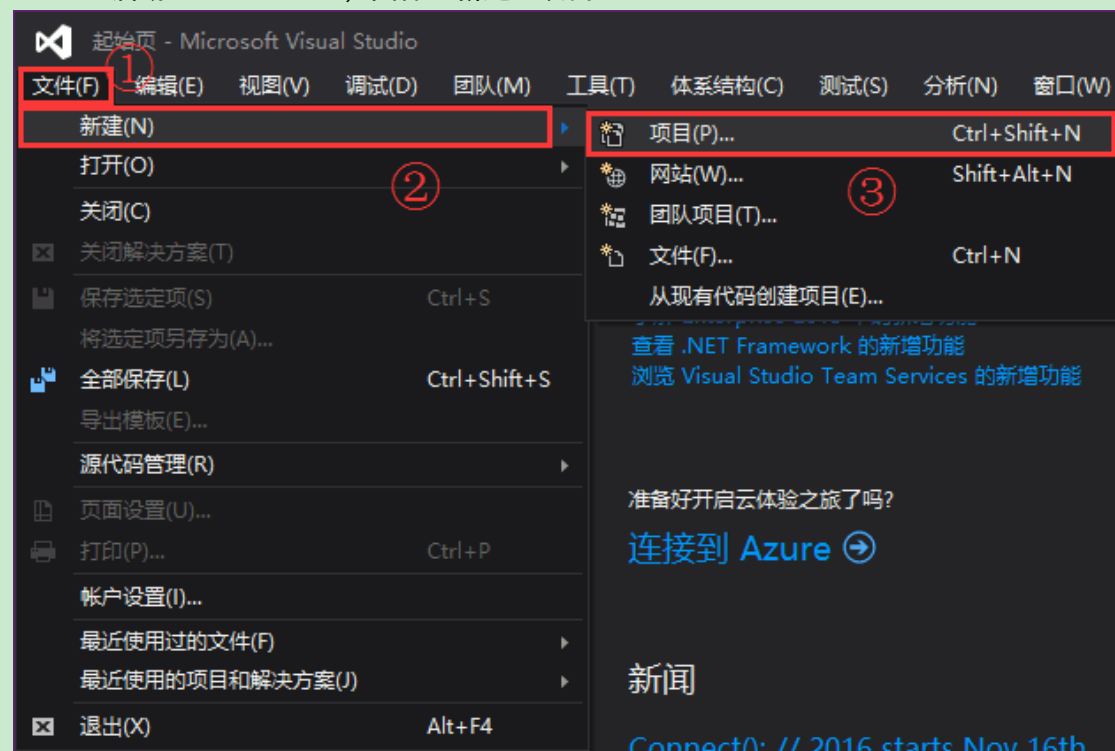 起始页 - Microsoft Visual Studio
①
文件(F) 编辑(E) 视图(V) 调试(D) 团队(M) 工具(T) 体系结构(C) 测试(S) 分析(N) 窗口(W)
新建(N)
打开(O)
②
关闭(C)
关闭解决方案(T)
保存选定项(S) Ctrl+S
将选定项另存为(A)...
全部保存(L) Ctrl+Shift+S
导出模板(E)...
源代码管理(R)
页面设置(U)...
打印(P)... Ctrl+P
帐户设置(I)...
最近使用过的文件(F)
最近使用的项目和解决方案(J)
退出(X) Alt+F4
项目(P)... Ctrl+Shift+N
网站(W)... Shift+Alt+N
③
团队项目(T)...
文件(F)... Ctrl+N
从现有代码创建项目(E)...
查看 .NET Framework 的新增功能
浏览 Visual Studio Team Services 的新增功能
准备好开启云体验之旅了吗?
连接到 Azure
新闻
Connect(); // 2016 starts Nov 16th